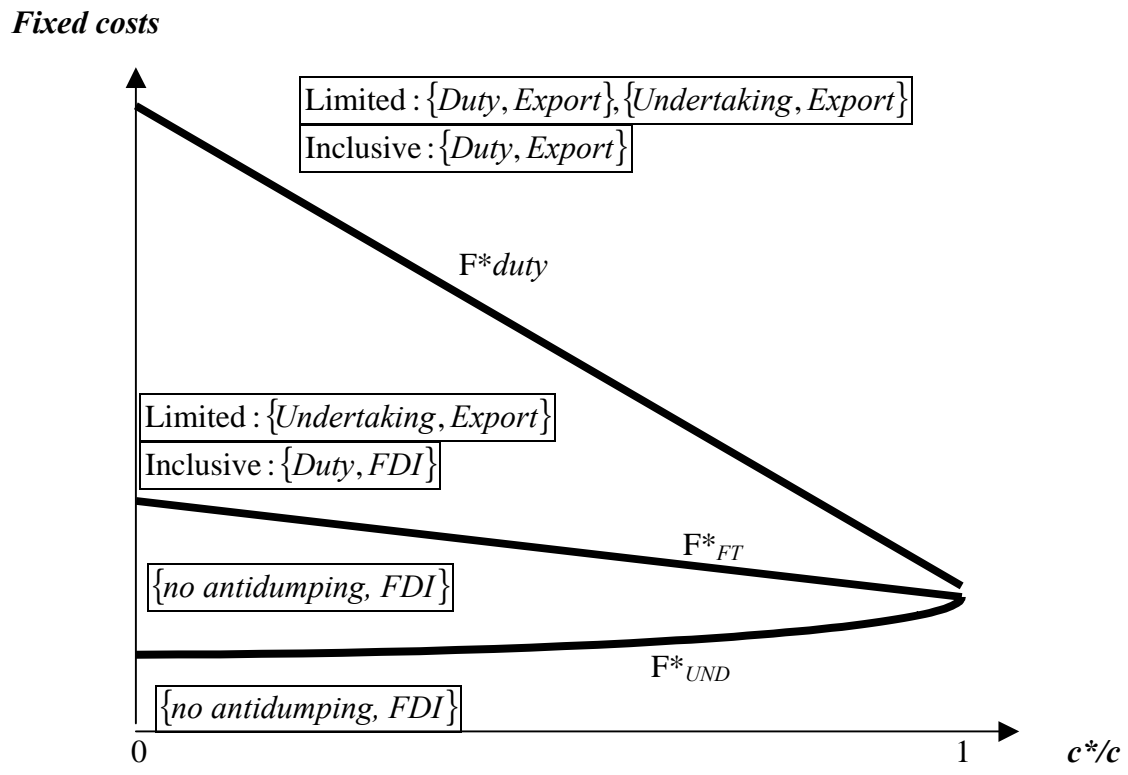 Fixed costs
Limited : {Duty, Export}, {Undertaking, Export}
Inclusive : {Duty, Export}
F*duty
Limited : {Undertaking, Export}
Inclusive : {Duty, FDI}
F*FT
{no antidumping, FDI}
F*UND
{no antidumping, FDI}
0 1 c*/c